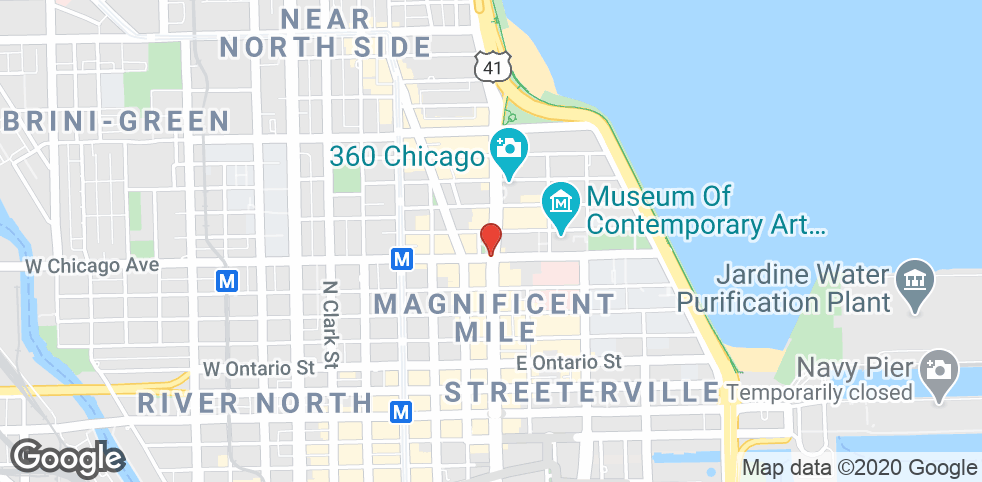 NEAR
NORTH SIDE
41
BRINI-GREEN
360 Chicago
Museum Of
Contemporary Art...
W Chicago Ave
M
M
Jardine Water
Purification Plant
N Clark St
MAGNIFICENT
MILE
W Ontario St
E Ontario St
Navy Pier
Temporarily closed
RIVER NORTH
M
STREETERVILLE
Google
Map data ©2020 Google